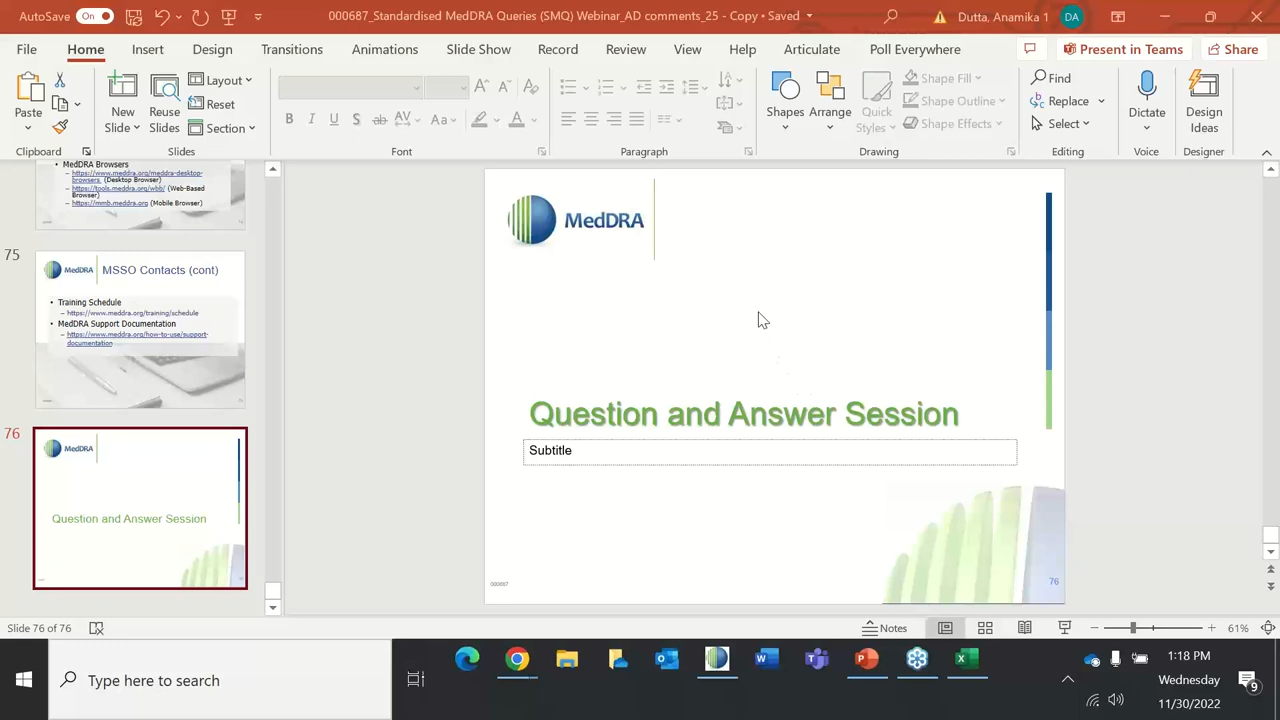 AutoSave On
000687_Standardised MedDRA Queries (SMQ) Webinar_AD comments_25 - Copy • Saved
Dutta, Anamika 1
DA
File Home Insert Design Transitions Animations Slide Show Record Review View Help Articulate Poll Everywhere
Present in Teams
Share
Paste
New Slide
Reuse Slides
Layout
Reset
Section
B I U S ab AV Aa A
Shapes
Arrange
Quick Styles
Shape Fill
Shape Outline
Shape Effects
Find
Replace
Select
Dictate
Design Ideas
Clipboard
Slides
Font
Paragraph
Drawing
Editing
Voice
Designer
• MedDRA Browsers
– https://www.meddra.org/meddra-desktop-
browsers (Desktop Browser)
– https://tools.meddra.org/wbb/ (Web-Based
Browser)
– https://mmb.meddra.org (Mobile Browser)
75
MedDRA
MSSO Contacts (cont)
• Training Schedule
– https://www.meddra.org/training/schedule
• MedDRA Support Documentation
– https://www.meddra.org/how-to-use/support-
documentation
76
MedDRA
Question and Answer Session
MedDRA
Question and Answer Session
Subtitle
000687
76
Slide 76 of 76
Notes
61%
Type here to search
1:18 PM
Wednesday
11/30/2022
9